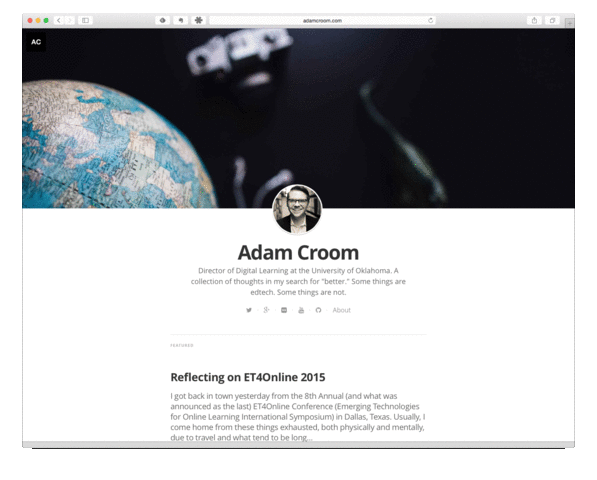 adamcroom.com
AC
Adam Croom
Director of Digital Learning at the University of Oklahoma. A
collection of thoughts in my search for "better." Some things are
edtech. Some things are not.
About
FEATURED
Reflecting on ET4Online 2015
I got back in town yesterday from the 8th Annual (and what was
announced as the last) ET4Online Conference (Emerging Technologies
for Online Learning International Symposium) in Dallas, Texas. Usually, I
come home from these things exhausted, both physically and mentally,
due to travel and what tend to be long...